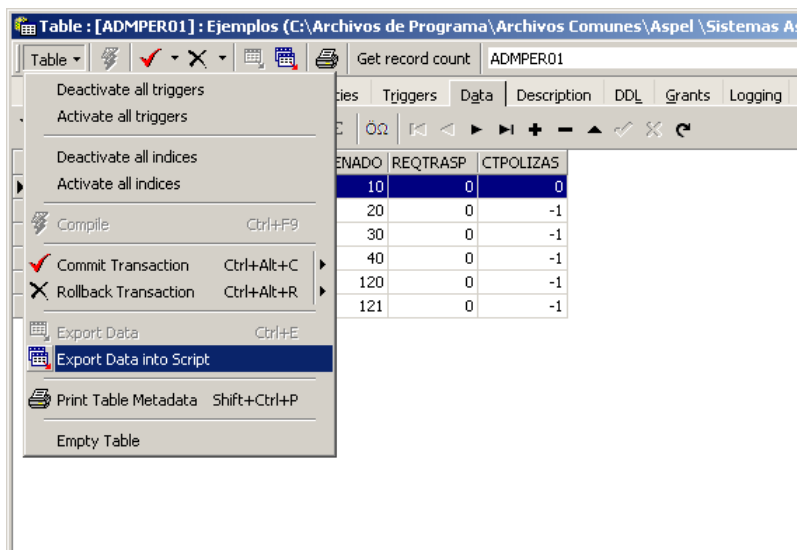 Table : [ADMPER01] : Ejemplos (C:\Archivos de Programa\Archivos Comunes\Aspel \Sistemas As
Table Get record count ADMPER01
ties Triggers Data Description DDL Grants Logging
ÖΩ
ENADO REQTRASP CTPOLIZAS
10 0 0
20 0 -1
30 0 -1
40 0 -1
120 0 -1
121 0 -1
Deactivate all triggers
Activate all triggers
Deactivate all indices
Activate all indices
Compile Ctrl+F9
Commit Transaction Ctrl+Alt+C
Rollback Transaction Ctrl+Alt+R
Export Data Ctrl+E
Export Data into Script
Print Table Metadata Shift+Ctrl+P
Empty Table